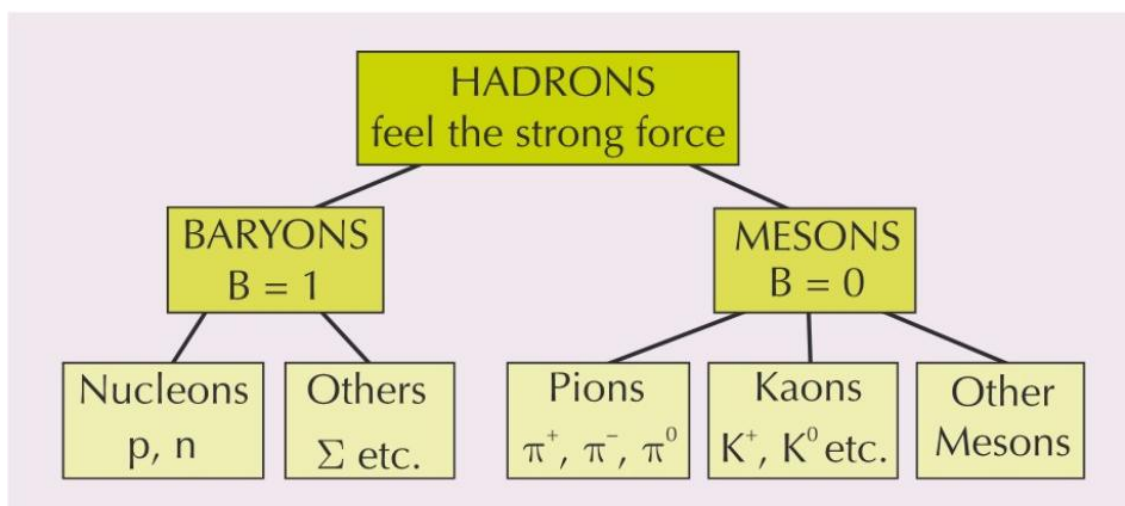 HADRONS
feel the strong force
BARYONS
B = 1
MESONS
B = 0
Nucleons
p, n
Others
Σ etc.
Pions
π⁺, π⁻, π⁰
Kaons
K⁺, K⁰ etc.
Other
Mesons